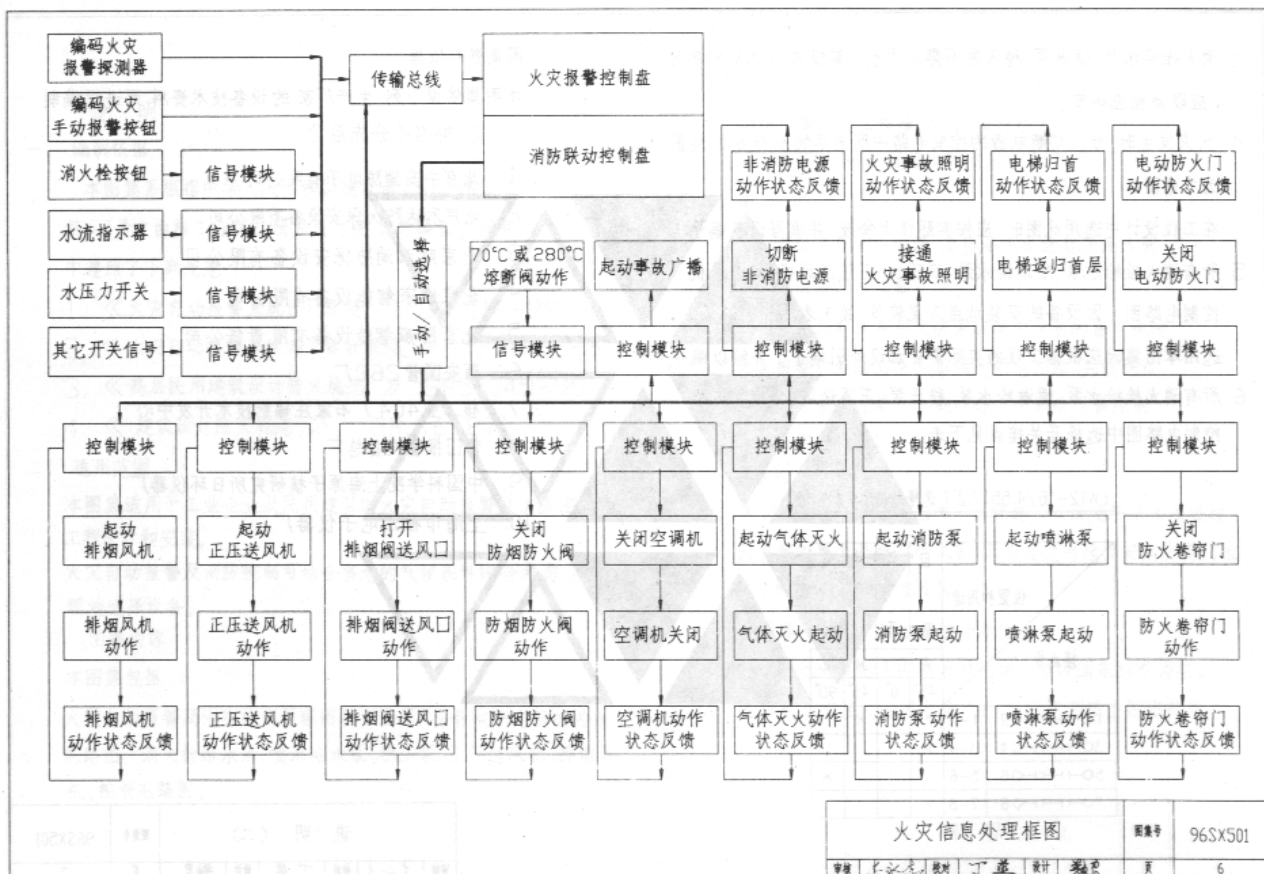 编码火灾
报警探测器
编码火灾
手动报警按钮
消火栓按钮
信号模块
水流指示器
信号模块
水压力开关
信号模块
其它开关信号
信号模块
传输总线
火灾报警控制盘
消防联动控制盘
手动/自动选择
70°C 或 280°C
熔断阀动作
信号模块
起动事故广播
控制模块
非消防电源
动作状态反馈
切断
非消防电源
控制模块
火灾事故照明
动作状态反馈
接通
火灾事故照明
控制模块
电梯归首
动作状态反馈
电梯返归首层
控制模块
电动防火门
动作状态反馈
关闭
电动防火门
控制模块
控制模块
起动
排烟风机
排烟风机
动作
排烟风机
动作状态反馈
控制模块
起动
正压送风机
正压送风机
动作
正压送风机
动作状态反馈
控制模块
打开
排烟阀送风口
排烟阀送风口
动作
排烟阀送风口
动作状态反馈
控制模块
关闭
防烟防火阀
防烟防火阀
动作
防烟防火阀
动作状态反馈
控制模块
关闭空调机
空调机关闭
空调机动作
状态反馈
控制模块
起动气体灭火
气体灭火起动
气体灭火动作
状态反馈
控制模块
起动消防泵
消防泵起动
消防泵动作
状态反馈
控制模块
起动喷淋泵
喷淋泵起动
喷淋泵动作
状态反馈
控制模块
关闭
防火卷帘门
防火卷帘门
动作
防火卷帘门
动作状态反馈
火灾信息处理框图
图集号
96SX501
审核
校对
设计
页
6